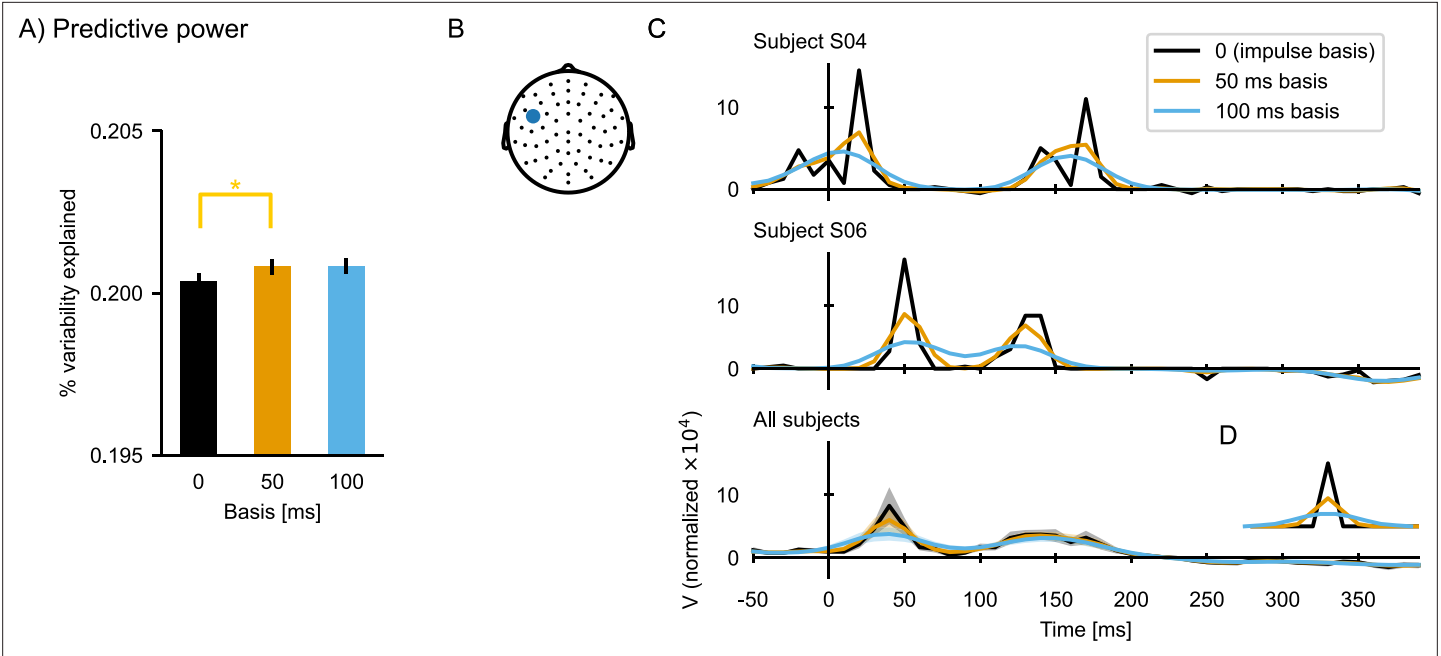 A) Predictive power
0.205
0.200
0.195
% variability explained
*
0 50 100
Basis [ms]
B
C
Subject S04
0 (impulse basis)
50 ms basis
100 ms basis
10
0
Subject S06
10
0
All subjects
D
V (normalized ×10⁴)
10
0
-50 0 50 100 150 200 250 300 350
Time [ms]